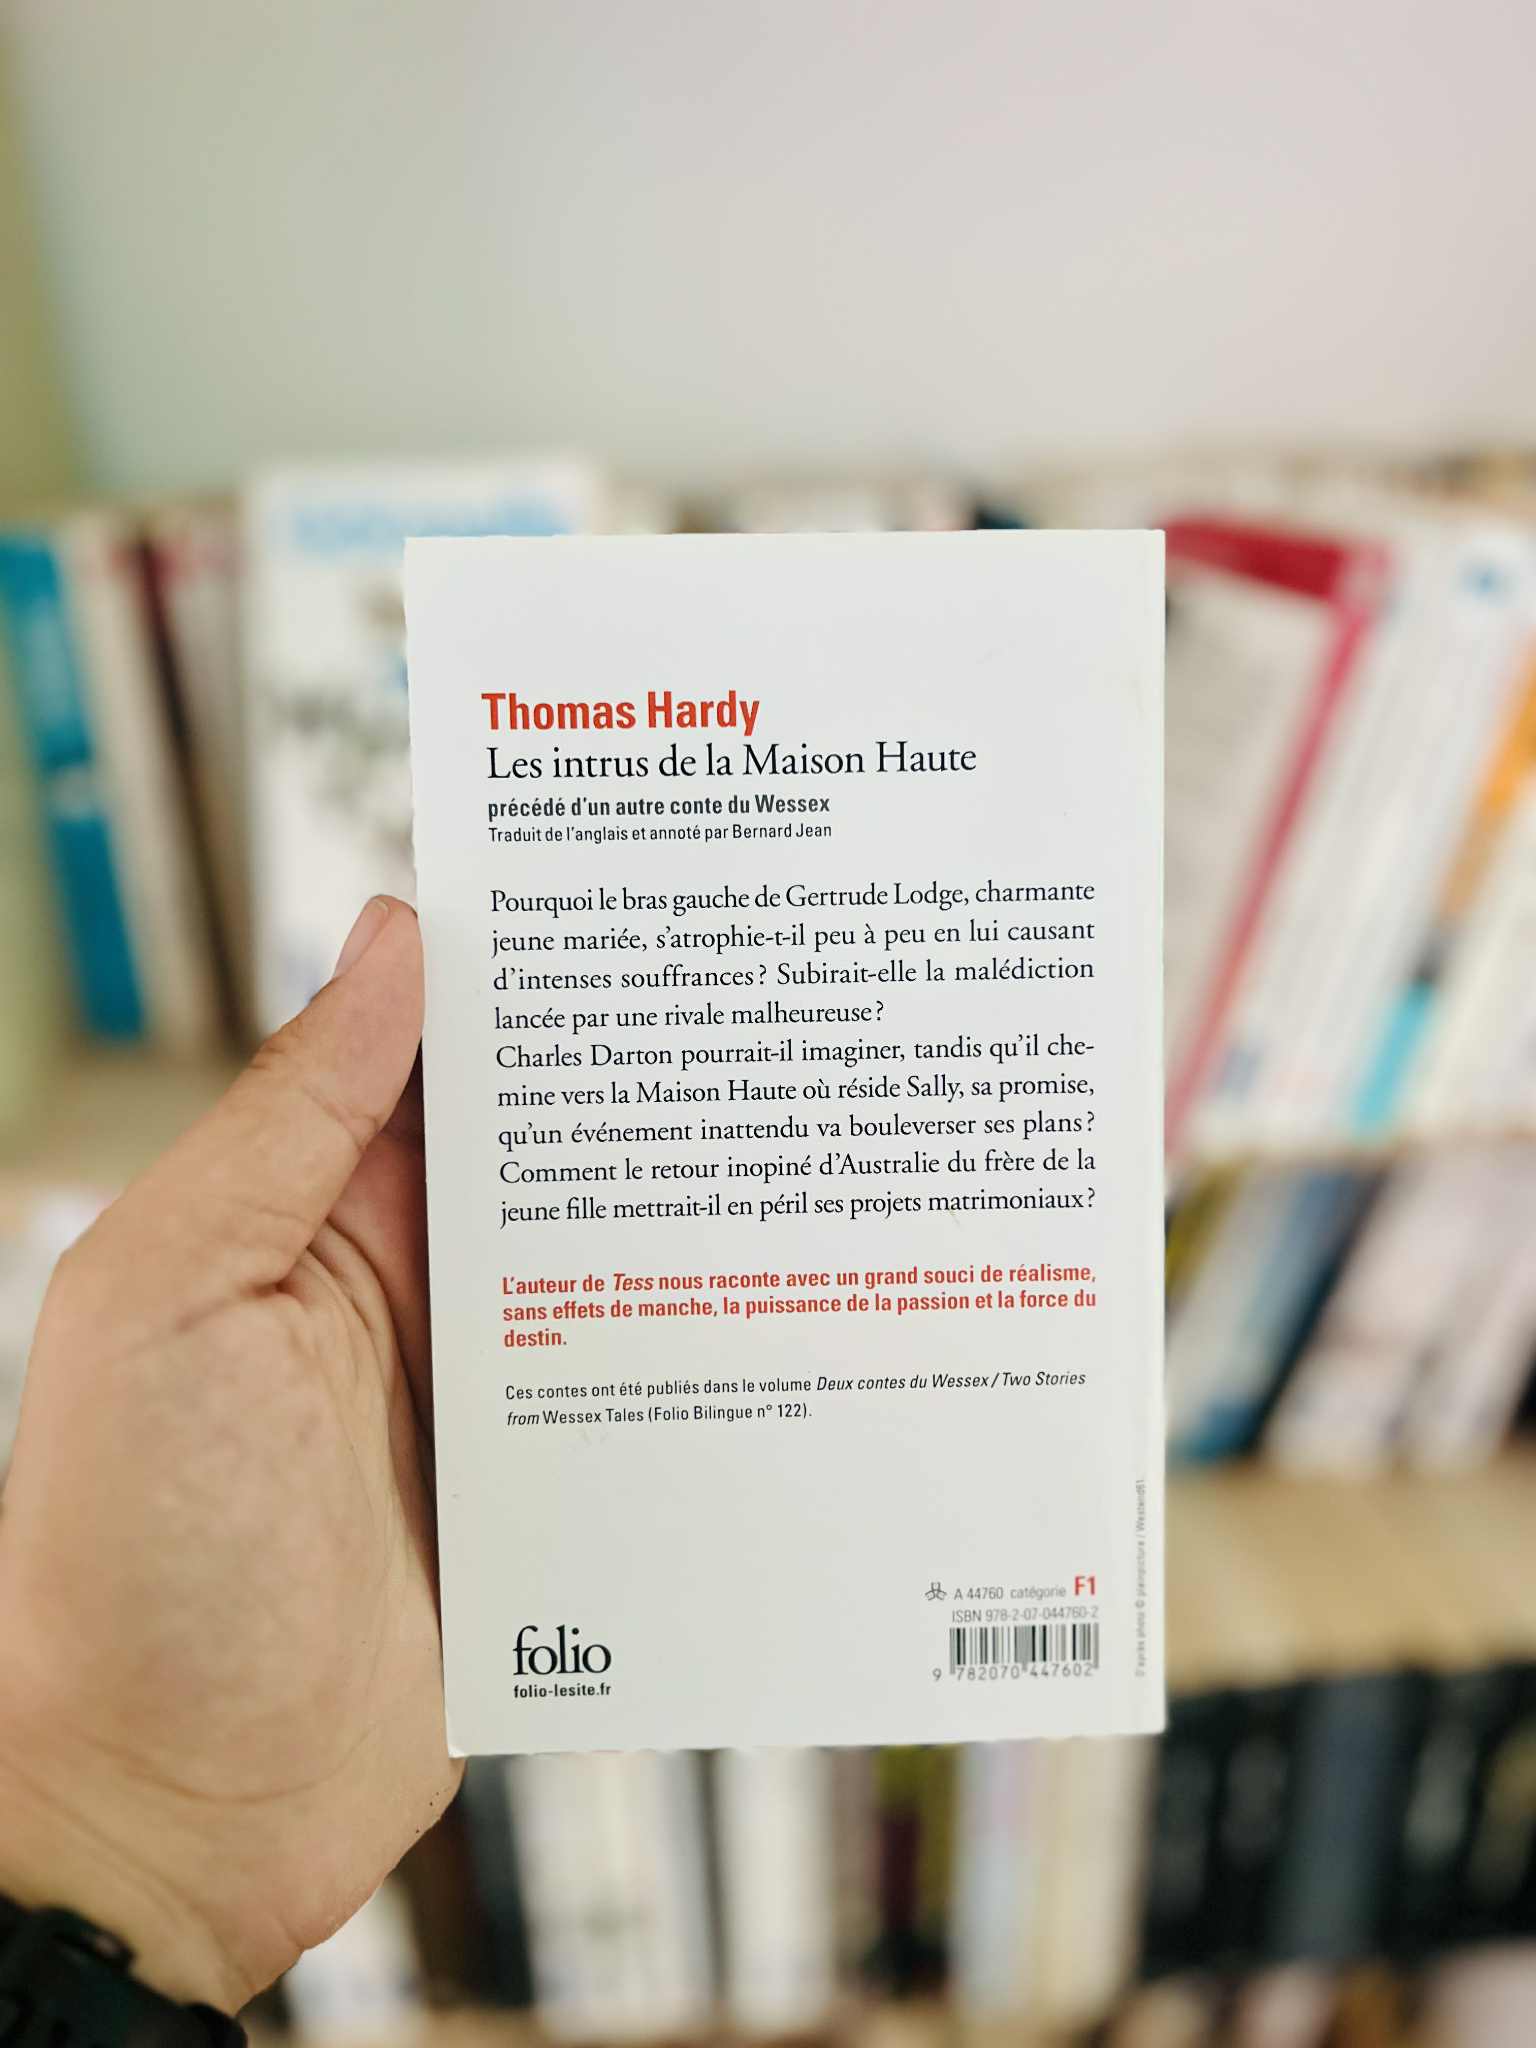 Thomas Hardy
Les intrus de la Maison Haute
précédé d'un autre conte du Wessex
Traduit de l'anglais et annoté par Bernard Jean
Pourquoi le bras gauche de Gertrude Lodge, charmante
jeune mariée, s'atrophie-t-il peu à peu en lui causant
d'intenses souffrances ? Subirait-elle la malédiction
lancée par une rivale malheureuse ?
Charles Darton pourrait-il imaginer, tandis qu'il che-
mine vers la Maison Haute où réside Sally, sa promise,
qu'un événement inattendu va bouleverser ses plans ?
Comment le retour inopiné d'Australie du frère de la
jeune fille mettrait-il en péril ses projets matrimoniaux ?
L'auteur de Tess nous raconte avec un grand souci de réalisme,
sans effets de manche, la puissance de la passion et la force du
destin.
Ces contes ont été publiés dans le volume Deux contes du Wessex / Two Stories
from Wessex Tales (Folio Bilingue n° 122).
A 44760 catégorie F1
ISBN 978-2-07-044760-2
9 782070 447602
folio
folio-lesite.fr
D'après photo © plainpicture / Westend61.